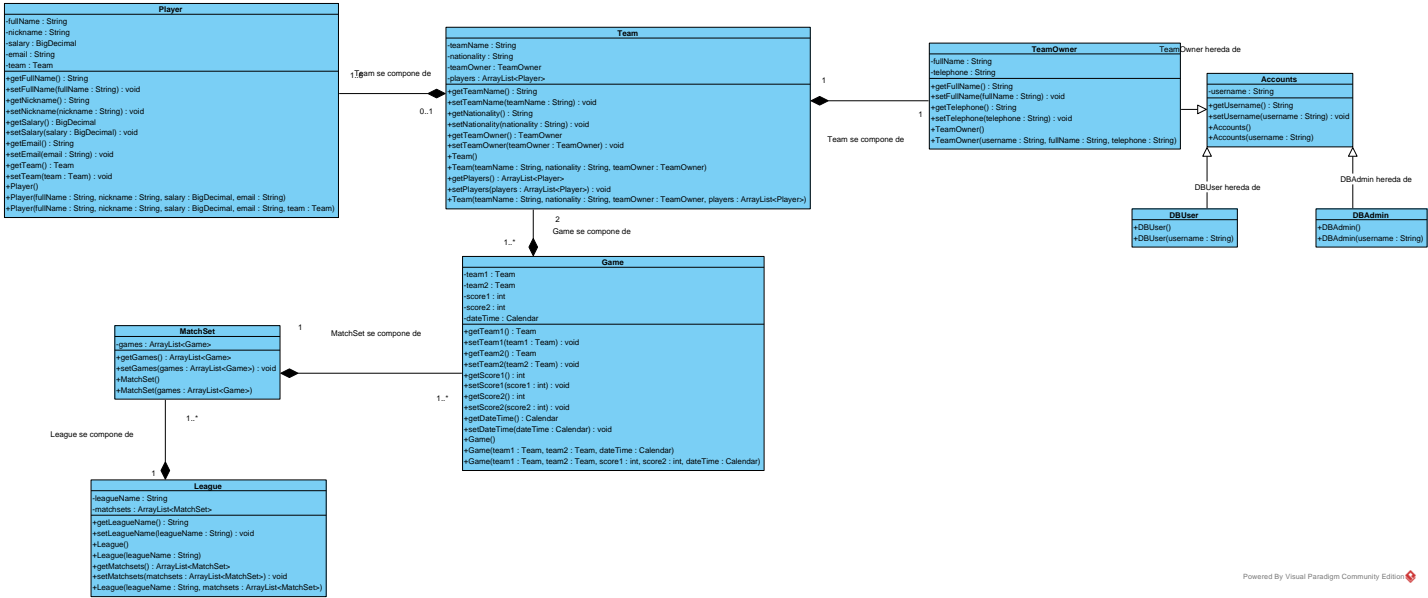 Player
-fullName : String
-nickname : String
-salary : BigDecimal
-email : String
-team : Team
+getFullName() : String
+setFullName(fullName : String) : void
+getNickname() : String
+setNickname(nickname : String) : void
+getSalary() : BigDecimal
+setSalary(salary : BigDecimal) : void
+getEmail() : String
+setEmail(email : String) : void
+getTeam() : Team
+setTeam(team : Team) : void
+Player()
+Player(fullName : String, nickname : String, salary : BigDecimal, email : String)
+Player(fullName : String, nickname : String, salary : BigDecimal, email : String, team : Team)
Team se compone de
0..1
Team
-teamName : String
-nationality : String
-teamOwner : TeamOwner
-players : ArrayList<Player>
+getTeamName() : String
+setTeamName(teamName : String) : void
+getNationality() : String
+setNationality(nationality : String) : void
+getTeamOwner() : TeamOwner
+setTeamOwner(teamOwner : TeamOwner) : void
+Team()
+Team(teamName : String, nationality : String, teamOwner : TeamOwner)
+getPlayers() : ArrayList<Player>
+setPlayers(players : ArrayList<Player>) : void
+Team(teamName : String, nationality : String, teamOwner : TeamOwner, players : ArrayList<Player>)
1
1
Team se compone de
TeamOwner
-fullName : String
-telephone : String
+getFullName() : String
+setFullName(fullName : String) : void
+getTelephone() : String
+setTelephone(telephone : String) : void
+TeamOwner()
+TeamOwner(username : String, fullName : String, telephone : String)
TeamOwner hereda de
Accounts
-username : String
+getUsername() : String
+setUsername(username : String) : void
+Accounts()
+Accounts(username : String)
DBUser hereda de
DBAdmin hereda de
DBUser
+DBUser()
+DBUser(username : String)
DBAdmin
+DBAdmin()
+DBAdmin(username : String)
2
Game se compone de
1..*
Game
-team1 : Team
-team2 : Team
-score1 : int
-score2 : int
-dateTime : Calendar
+getTeam1() : Team
+setTeam1(team1 : Team) : void
+getTeam2() : Team
+setTeam2(team2 : Team) : void
+getScore1() : int
+setScore1(score1 : int) : void
+getScore2() : int
+setScore2(score2 : int) : void
+getDateTime() : Calendar
+setDateTime(dateTime : Calendar) : void
+Game()
+Game(team1 : Team, team2 : Team, dateTime : Calendar)
+Game(team1 : Team, team2 : Team, score1 : int, score2 : int, dateTime : Calendar)
1
MatchSet se compone de
1..*
MatchSet
-games : ArrayList<Game>
+getGames() : ArrayList<Game>
+setGames(games : ArrayList<Game>) : void
+MatchSet()
+MatchSet(games : ArrayList<Game>)
1..*
League se compone de
1
League
-leagueName : String
-matchsets : ArrayList<MatchSet>
+getLeagueName() : String
+setLeagueName(leagueName : String) : void
+League()
+League(leagueName : String)
+getMatchsets() : ArrayList<MatchSet>
+setMatchsets(matchsets : ArrayList<MatchSet>) : void
+League(leagueName : String, matchsets : ArrayList<MatchSet>)
Powered By Visual Paradigm Community Edition